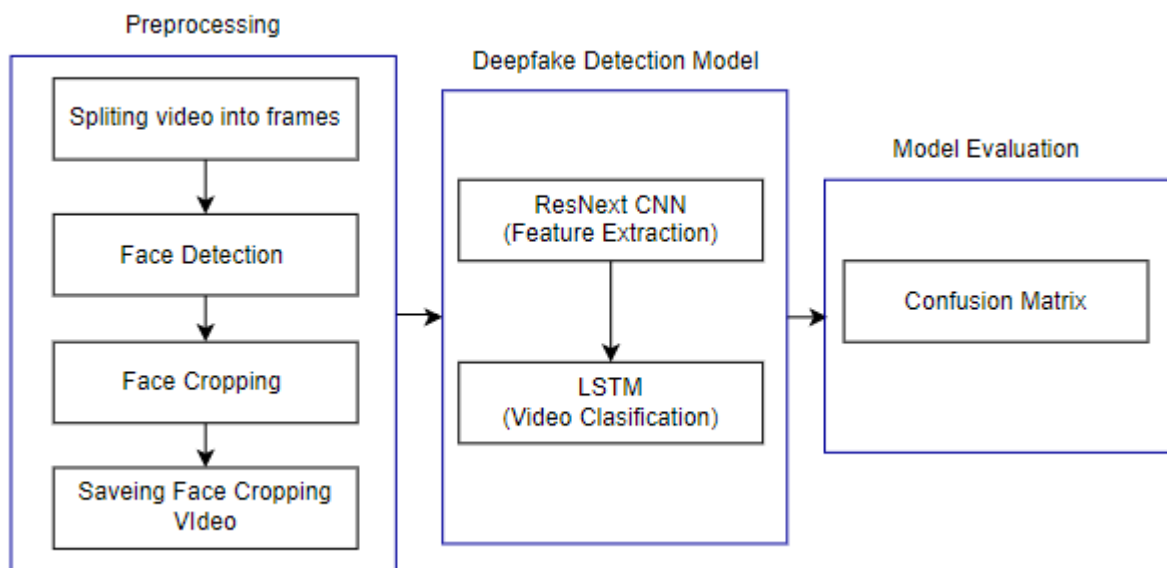 Preprocessing
Spliting video into frames
Face Detection
Face Cropping
Saveing Face Cropping
VIdeo
Deepfake Detection Model
ResNext CNN
(Feature Extraction)
LSTM
(Video Clasification)
Model Evaluation
Confusion Matrix